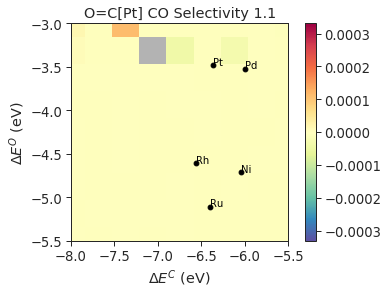 O=C[Pt] CO Selectivity 1.1
−3.0
−3.5
−4.0
−4.5
−5.0
−5.5
ΔE^O (eV)
−8.0 −7.5 −7.0 −6.5 −6.0 −5.5
ΔE^C (eV)
Pt
Pd
Rh
Ni
Ru
0.0003
0.0002
0.0001
0.0000
−0.0001
−0.0002
−0.0003